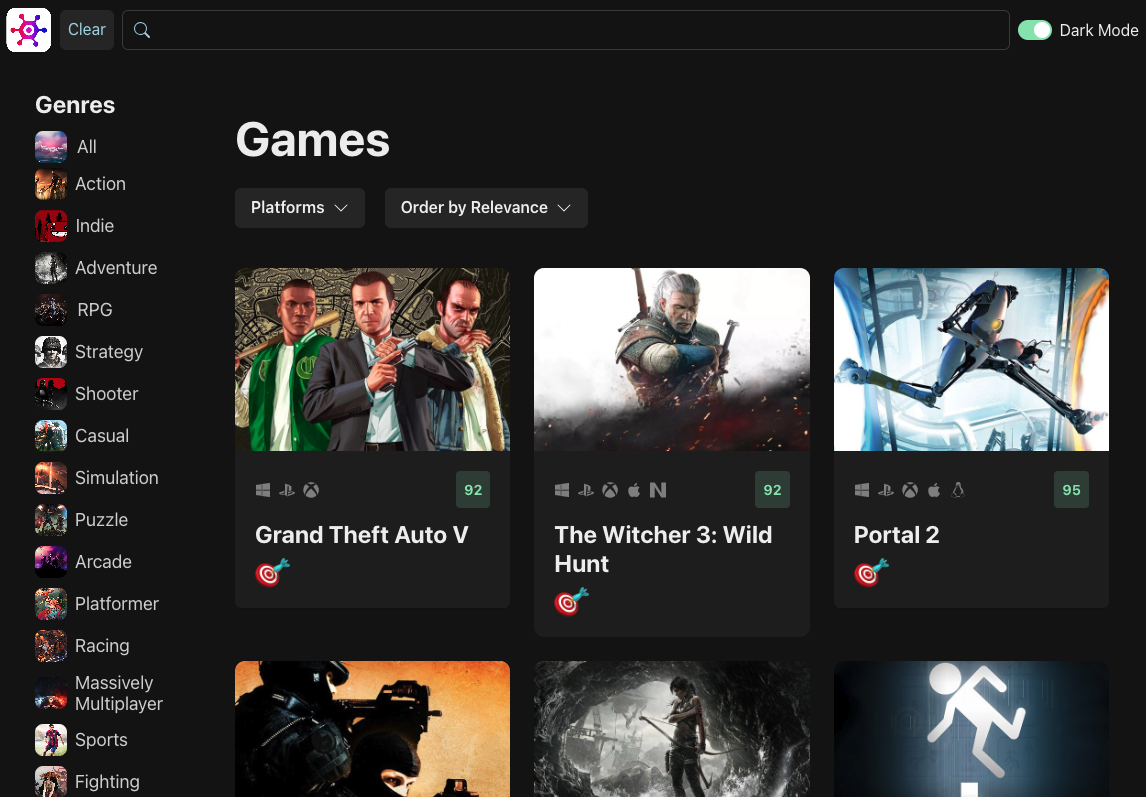 Clear
Dark Mode
Genres
All
Action
Indie
Adventure
RPG
Strategy
Shooter
Casual
Simulation
Puzzle
Arcade
Platformer
Racing
Massively
Multiplayer
Sports
Fighting
Games
Platforms
Order by Relevance
92
Grand Theft Auto V
92
The Witcher 3: Wild
Hunt
95
Portal 2